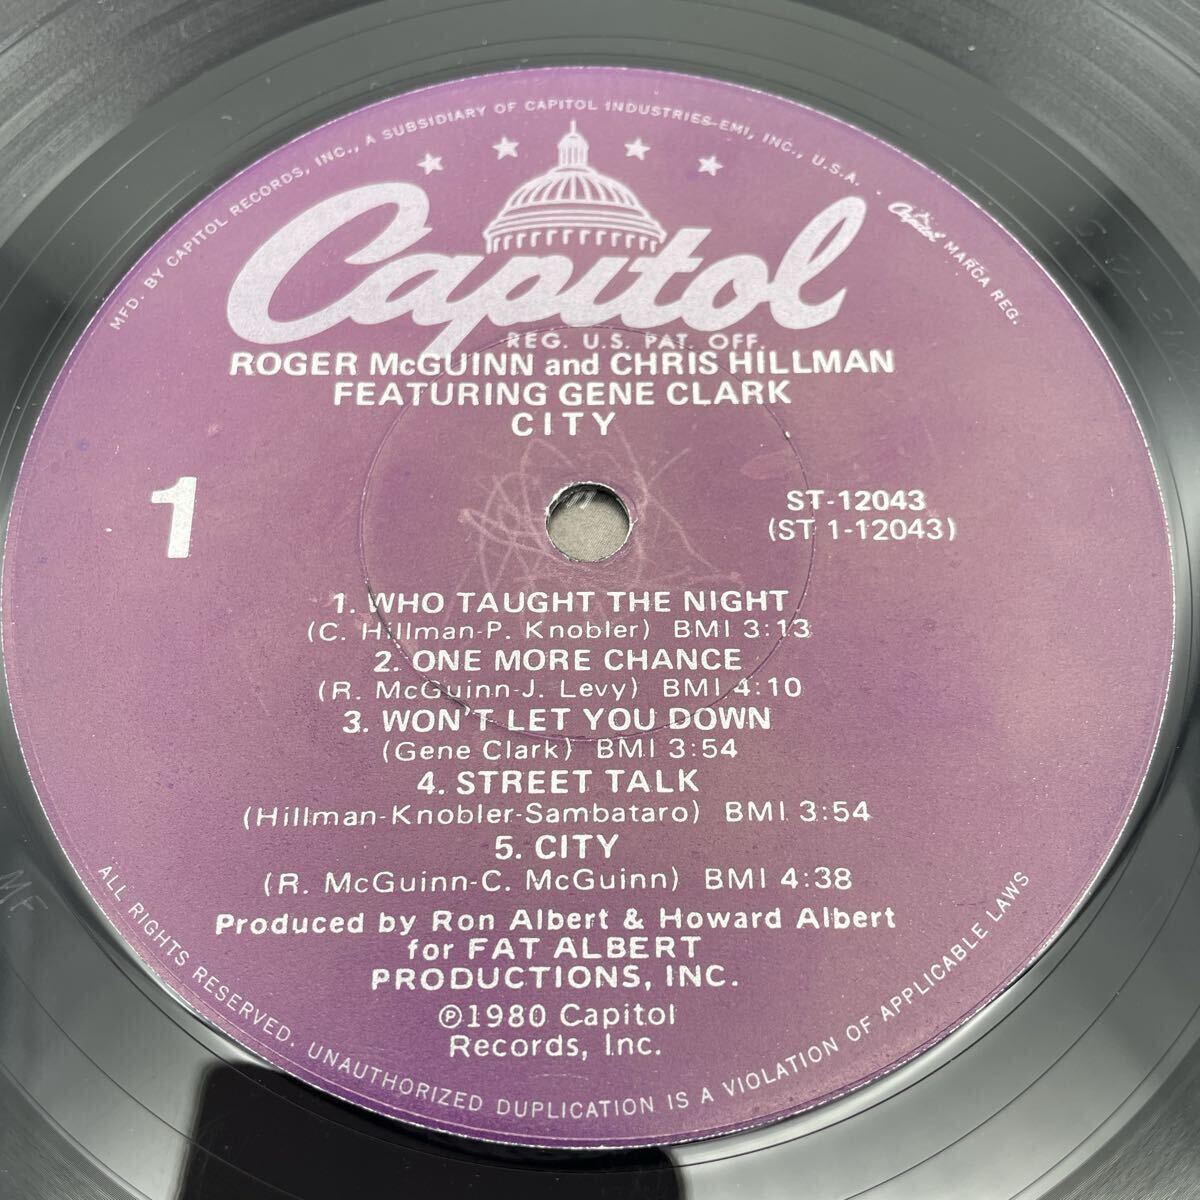 MFD. BY CAPITOL RECORDS, INC., A SUBSIDIARY OF CAPITOL INDUSTRIES-EMI, INC., U.S.A. . Capitol MARCA REG.
Capitol
REG. U.S. PAT. OFF.
ROGER McGUINN and CHRIS HILLMAN
FEATURING GENE CLARK
CITY
1
ST-12043
(ST 1-12043)
1. WHO TAUGHT THE NIGHT
(C. Hillman-P. Knobler) BMI 3:13
2. ONE MORE CHANCE
(R. McGuinn-J. Levy) BMI 4:10
3. WON'T LET YOU DOWN
(Gene Clark) BMI 3:54
4. STREET TALK
(Hillman-Knobler-Sambataro) BMI 3:54
5. CITY
(R. McGuinn-C. McGuinn) BMI 4:38
Produced by Ron Albert & Howard Albert
for FAT ALBERT
PRODUCTIONS, INC.
℗1980 Capitol
Records, Inc.
ALL RIGHTS RESERVED. UNAUTHORIZED DUPLICATION IS A VIOLATION OF APPLICABLE LAWS